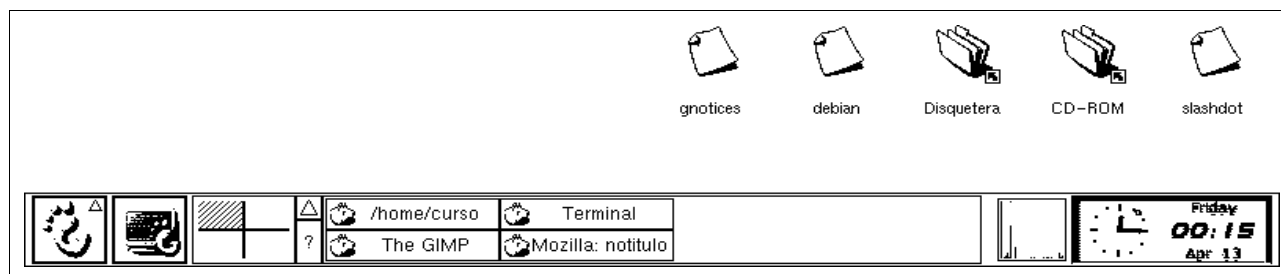 gnotices
debian
Disquetera
CD-ROM
slashdot
/home/curso
Terminal
?
The GIMP
Mozilla: notitulo
Friday
00:15
Apr 13